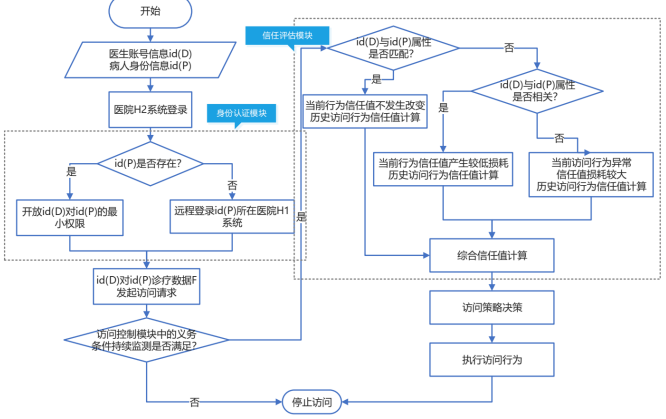 开始
医生账号信息id(D)
病人身份信息id(P)
医院H2系统登录
身份认证模块
id(P)是否存在?
是
否
开放id(D)对id(P)的最
小权限
远程登录id(P)所在医院H1
系统
id(D)对id(P)诊疗数据F
发起访问请求
访问控制模块中的义务
条件持续监测是否满足?
是
否
停止访问
信任评估模块
id(D)与id(P)属性
是否匹配?
是
否
当前行为信任值不发生改变
历史访问行为信任值计算
id(D)与id(P)属性
是否相关?
是
否
当前行为信任值产生较低损耗
历史访问行为信任值计算
当前访问行为异常
信任值损耗较大
历史访问行为信任值计算
综合信任值计算
访问策略决策
执行访问行为